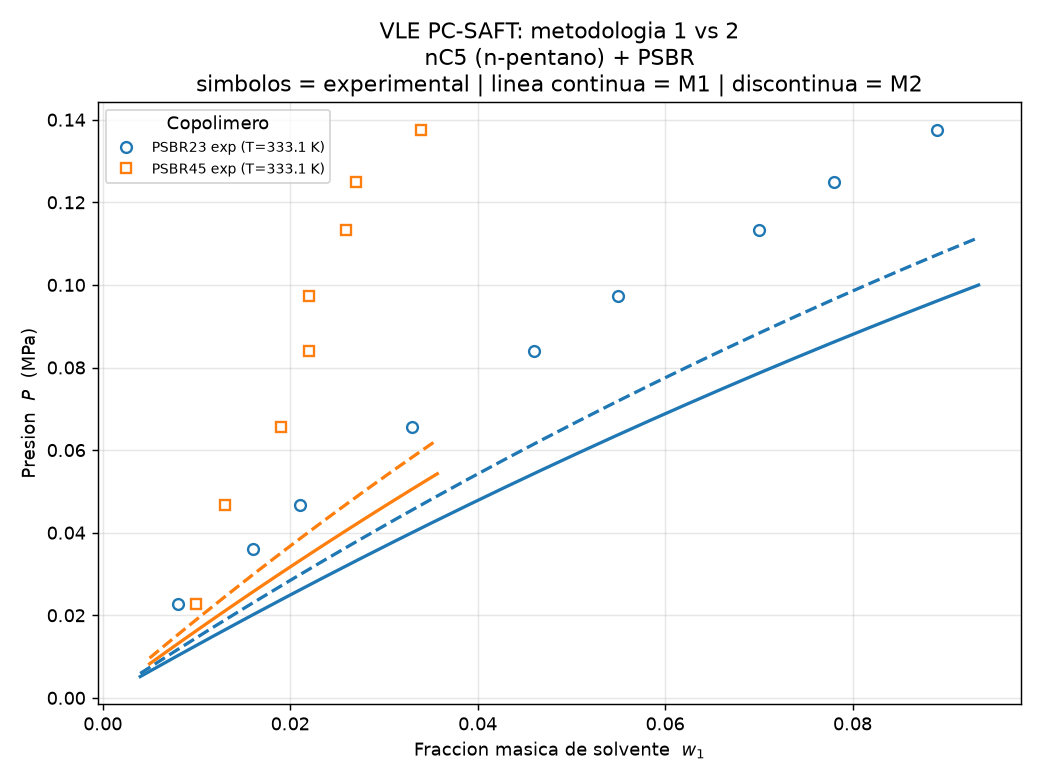 VLE PC-SAFT: metodologia 1 vs 2
nC5 (n-pentano) + PSBR
simbolos = experimental | linea continua = M1 | discontinua = M2
Copolimero
PSBR23 exp (T=333.1 K)
PSBR45 exp (T=333.1 K)
Presion P (MPa)
0.14
0.12
0.10
0.08
0.06
0.04
0.02
0.00
0.00 0.02 0.04 0.06 0.08
Fraccion masica de solvente w₁